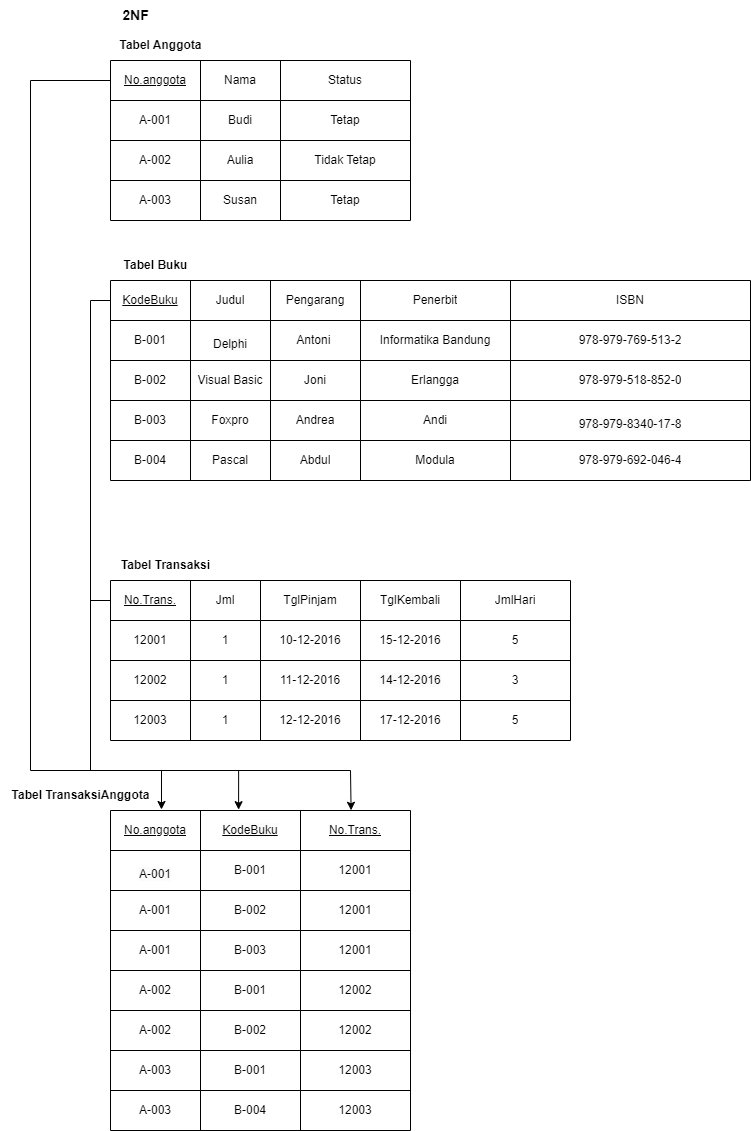 2NF
Tabel Anggota
No.anggota Nama Status
A-001 Budi Tetap
A-002 Aulia Tidak Tetap
A-003 Susan Tetap
Tabel Buku
KodeBuku Judul Pengarang Penerbit ISBN
B-001 Delphi Antoni Informatika Bandung 978-979-769-513-2
B-002 Visual Basic Joni Erlangga 978-979-518-852-0
B-003 Foxpro Andrea Andi 978-979-8340-17-8
B-004 Pascal Abdul Modula 978-979-692-046-4
Tabel Transaksi
No.Trans. Jml TglPinjam TglKembali JmlHari
12001 1 10-12-2016 15-12-2016 5
12002 1 11-12-2016 14-12-2016 3
12003 1 12-12-2016 17-12-2016 5
Tabel TransaksiAnggota
No.anggota KodeBuku No.Trans.
A-001 B-001 12001
A-001 B-002 12001
A-001 B-003 12001
A-002 B-001 12002
A-002 B-002 12002
A-003 B-001 12003
A-003 B-004 12003